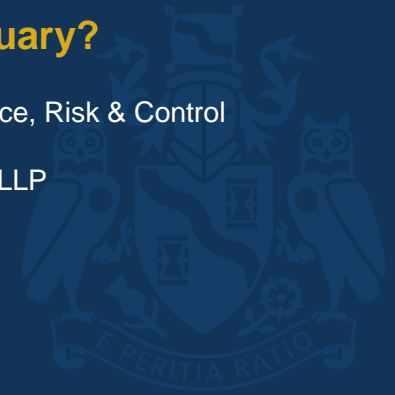 uary?
ce, Risk & Control
LLP
E PERITIA RATIO